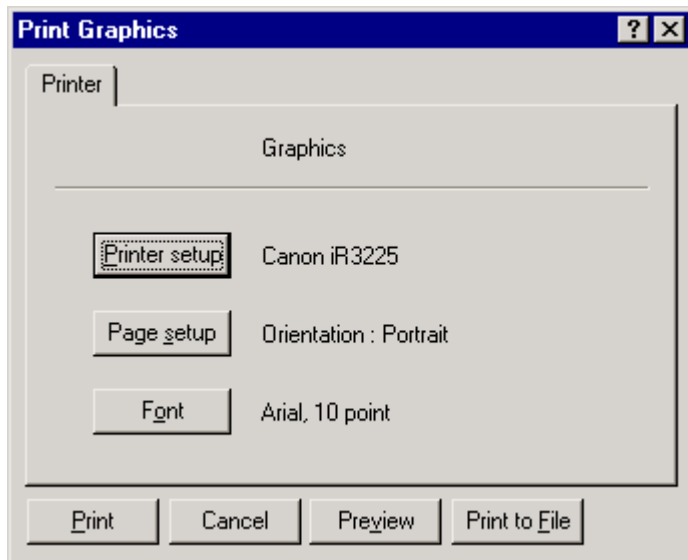 Print Graphics
Printer
Graphics
Printer setup Canon iR3225
Page setup Orientation : Portrait
Font Arial, 10 point
Print Cancel Preview Print to File